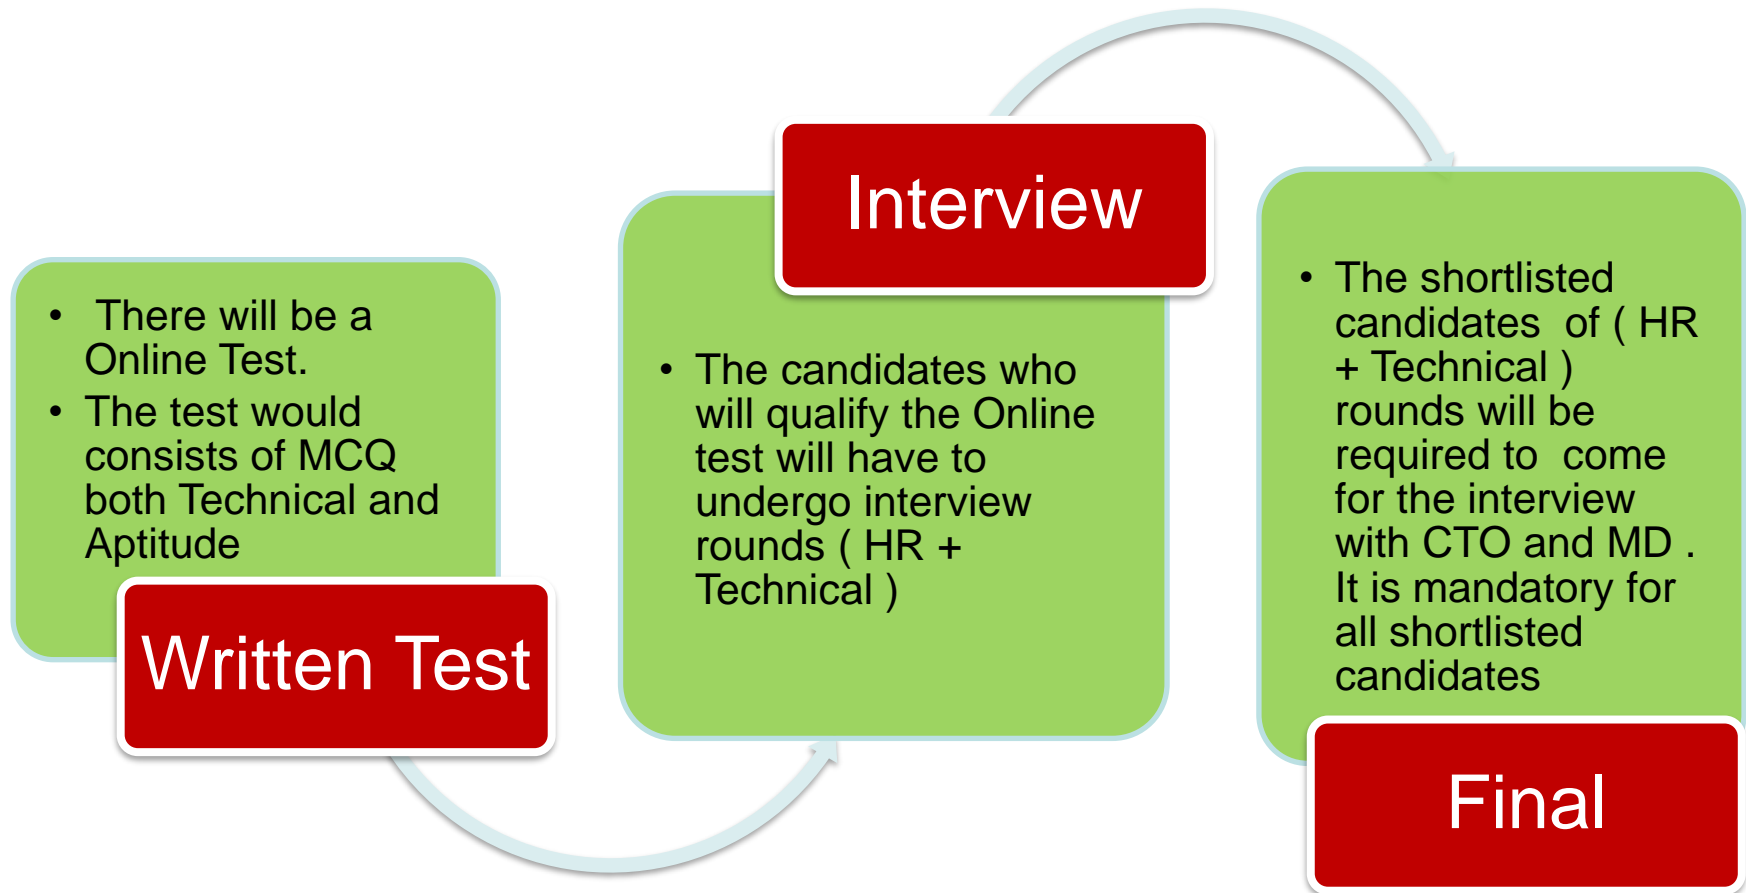 • There will be a
Online Test.
• The test would
consists of MCQ
both Technical and
Aptitude
Written Test
Interview
• The candidates who
will qualify the Online
test will have to
undergo interview
rounds ( HR +
Technical )
• The shortlisted
candidates of ( HR
+ Technical )
rounds will be
required to come
for the interview
with CTO and MD .
It is mandatory for
all shortlisted
candidates
Final